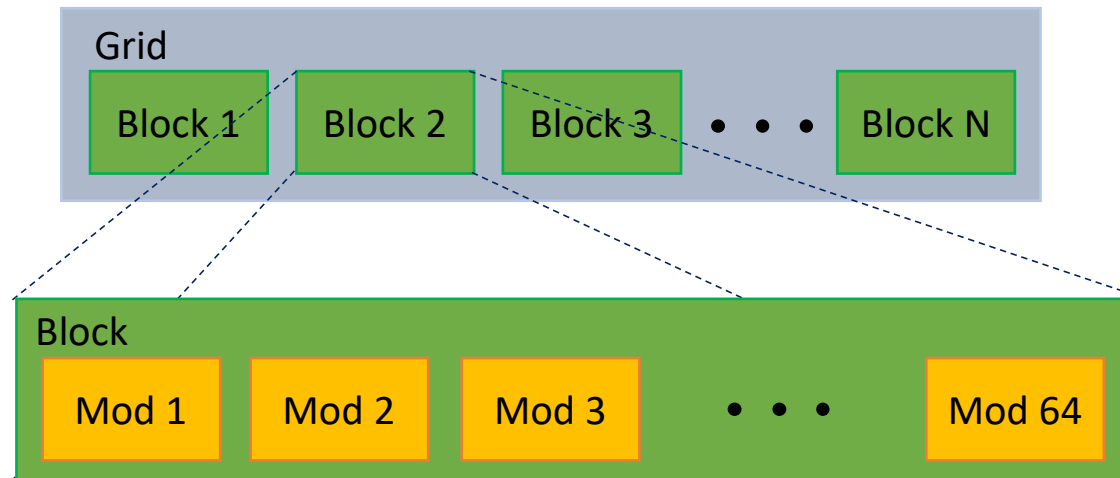 Grid
Block 1 Block 2 Block 3 • • • Block N
Block
Mod 1 Mod 2 Mod 3 • • • Mod 64